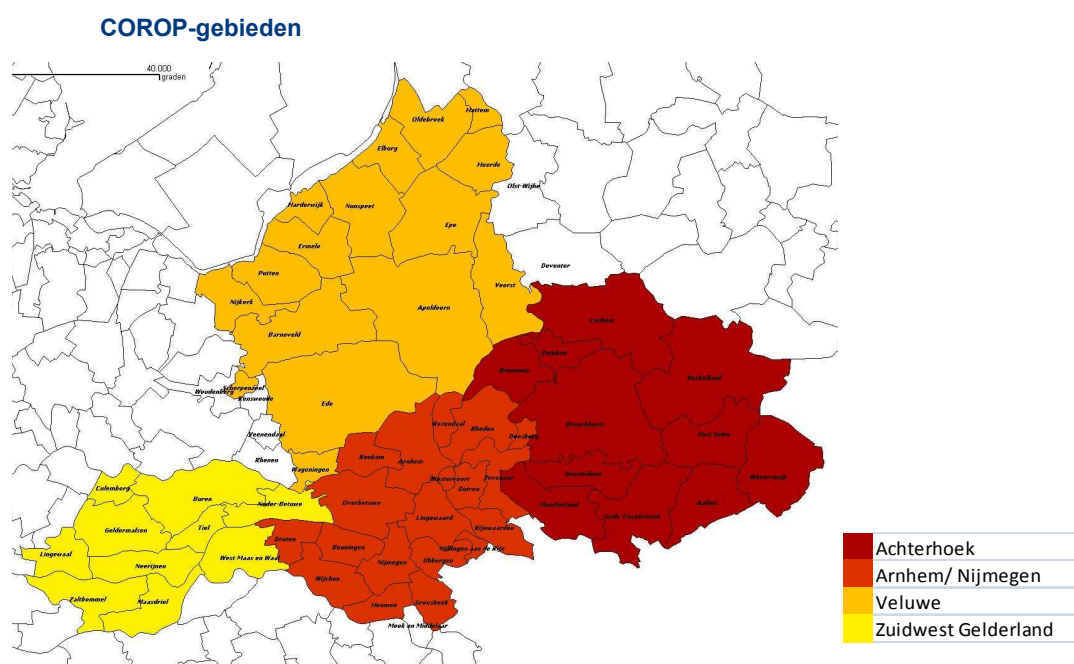 COROP-gebieden
40.000
graden
Hattem
Oldebroek
Elburg
Heerde
Olst-Wijhe
Harderwijk
Nunspeet
Epe
Ermelo
Deventer
Putten
Voorst
Nijkerk
Apeldoorn
Lochem
Barneveld
Zutphen
Brummen
Berkelland
Scherpenzeel
Woudenberg
Renswoude
Ede
Bronckhorst
Rozendaal
Rheden
Veenendaal
Doesburg
Oost Gelre
Renkum
Arnhem
Rhenen
Wageningen
Doetinchem
Winterswijk
Westervoort
Zevenaar
Duiven
Culemborg
Buren
Neder-Betuwe
Overbetuwe
Montferland
Aalten
Lingewaard
Oude IJsselstreek
Geldermalsen
Tiel
Rijnwaarden
Druten
Beuningen
Millingen aan de Rijn
Lingewaal
West Maas en Waal
Neerijnen
Nijmegen
Ubbergen
Wijchen
Zaltbommel
Maasdriel
Heumen
Groesbeek
Mook en Middelaar
Achterhoek
Arnhem/ Nijmegen
Veluwe
Zuidwest Gelderland